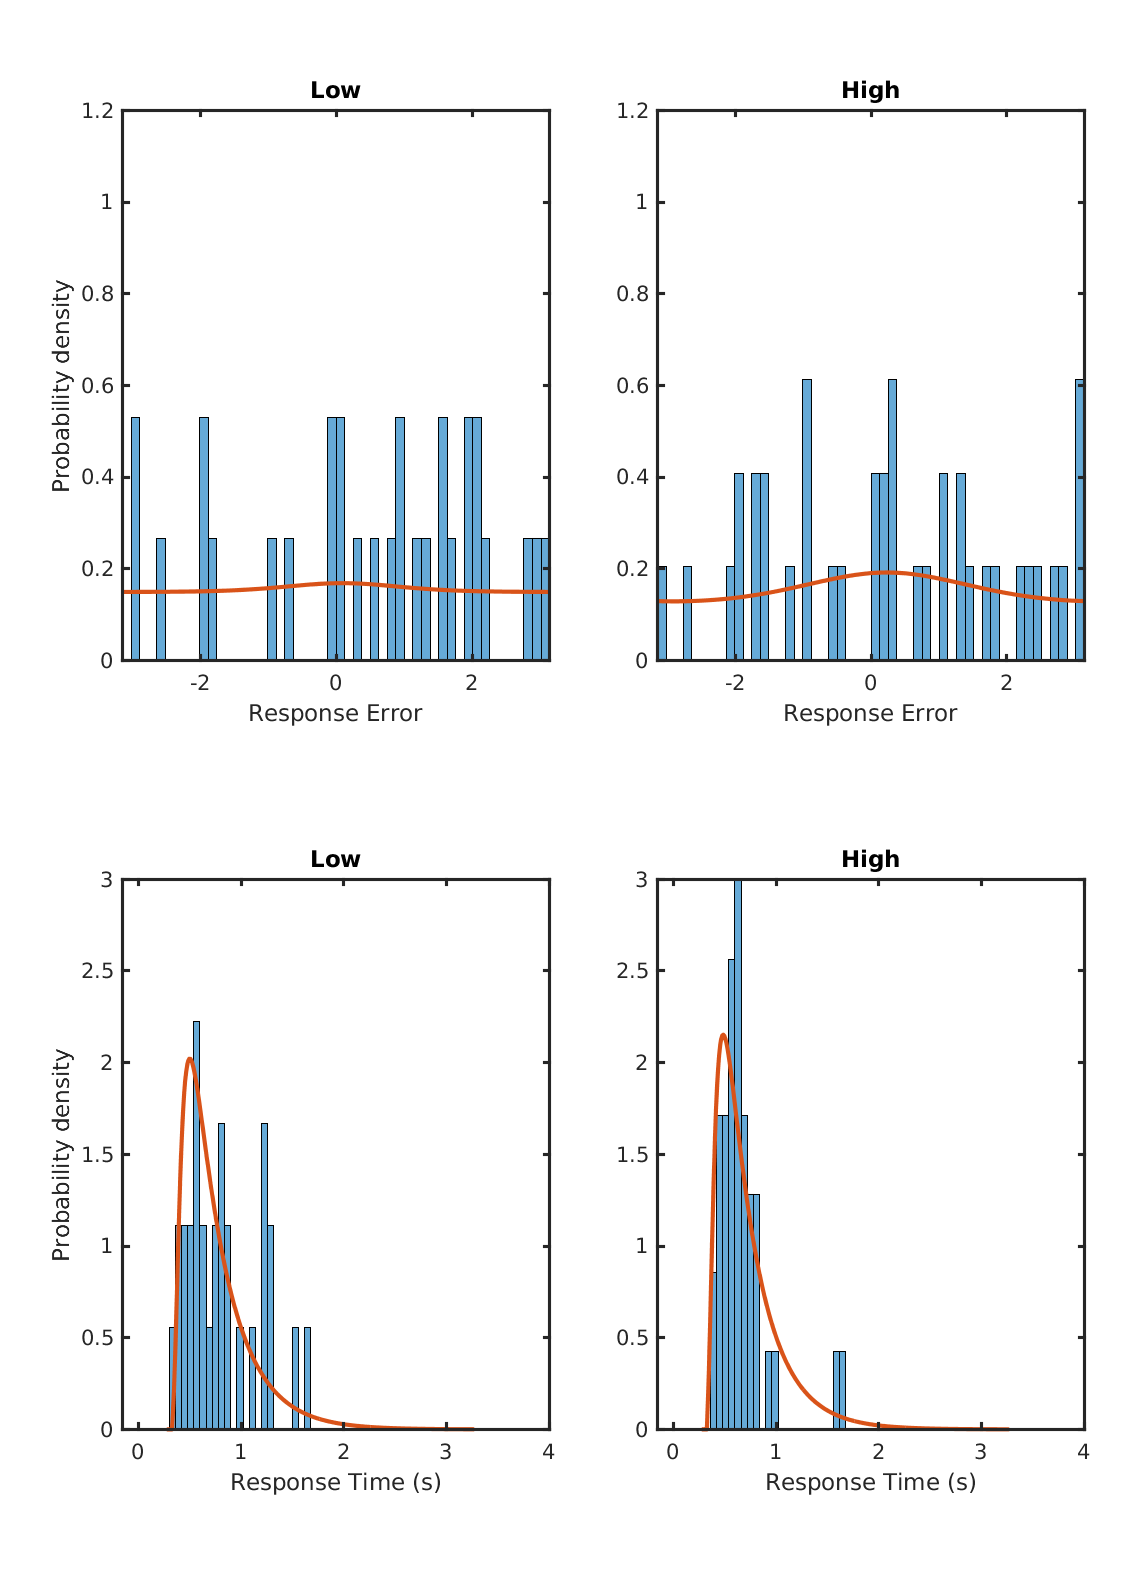 Low High
1.2 1.2
1 1
0.8 0.8
0.6 0.6
0.4 0.4
0.2 0.2
0 0
Probability density
-2 0 2 -2 0 2
Response Error Response Error
Low High
3 3
2.5 2.5
2 2
1.5 1.5
1 1
0.5 0.5
0 0
Probability density
0 1 2 3 4 0 1 2 3 4
Response Time (s) Response Time (s)